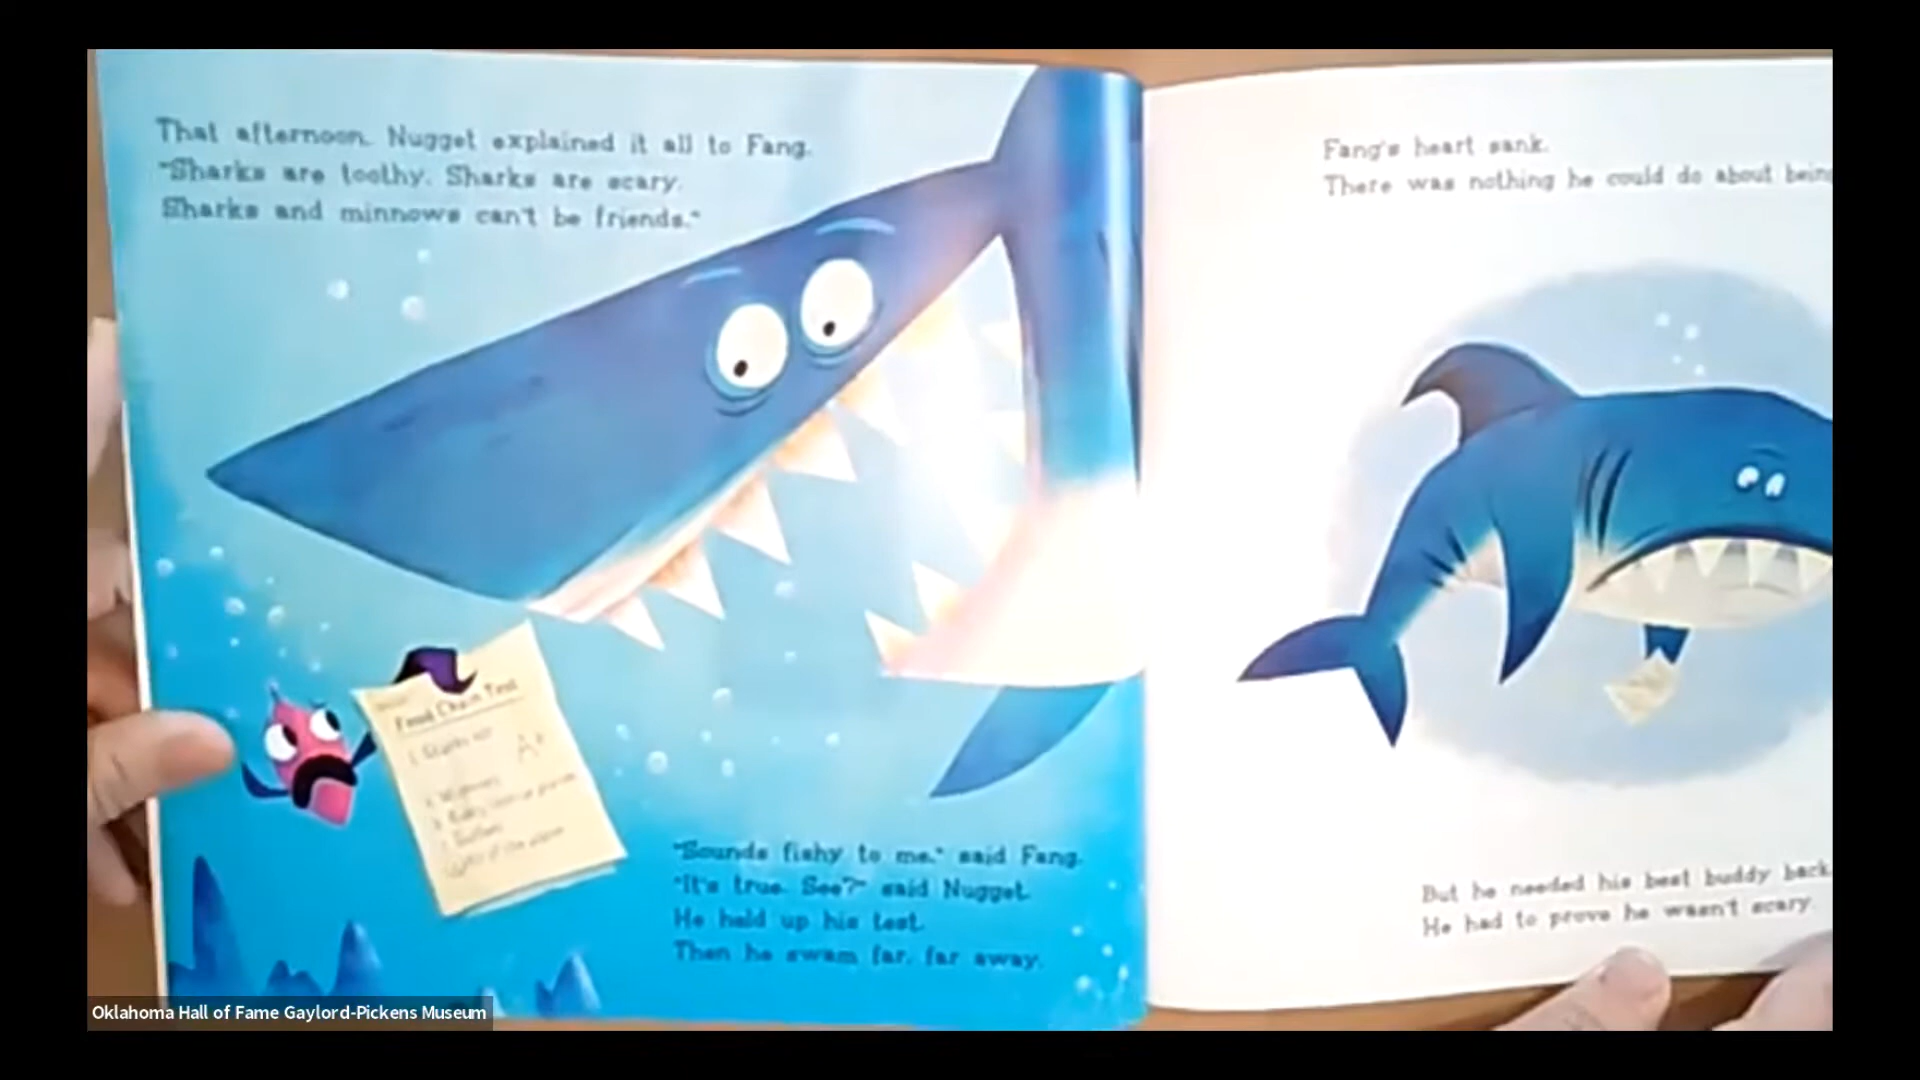 That afternoon, Nugget explained it all to Fang.
"Sharks are toothy. Sharks are scary.
Sharks and minnows can't be friends."
Food Chain Test
A+
"Sounds fishy to me," said Fang.
"It's true. See?" said Nugget.
He held up his test.
Then he swam far, far away.
Fang's heart sank.
There was nothing he could do about being
But he needed his best buddy back.
He had to prove he wasn't scary.
Oklahoma Hall of Fame Gaylord-Pickens Museum